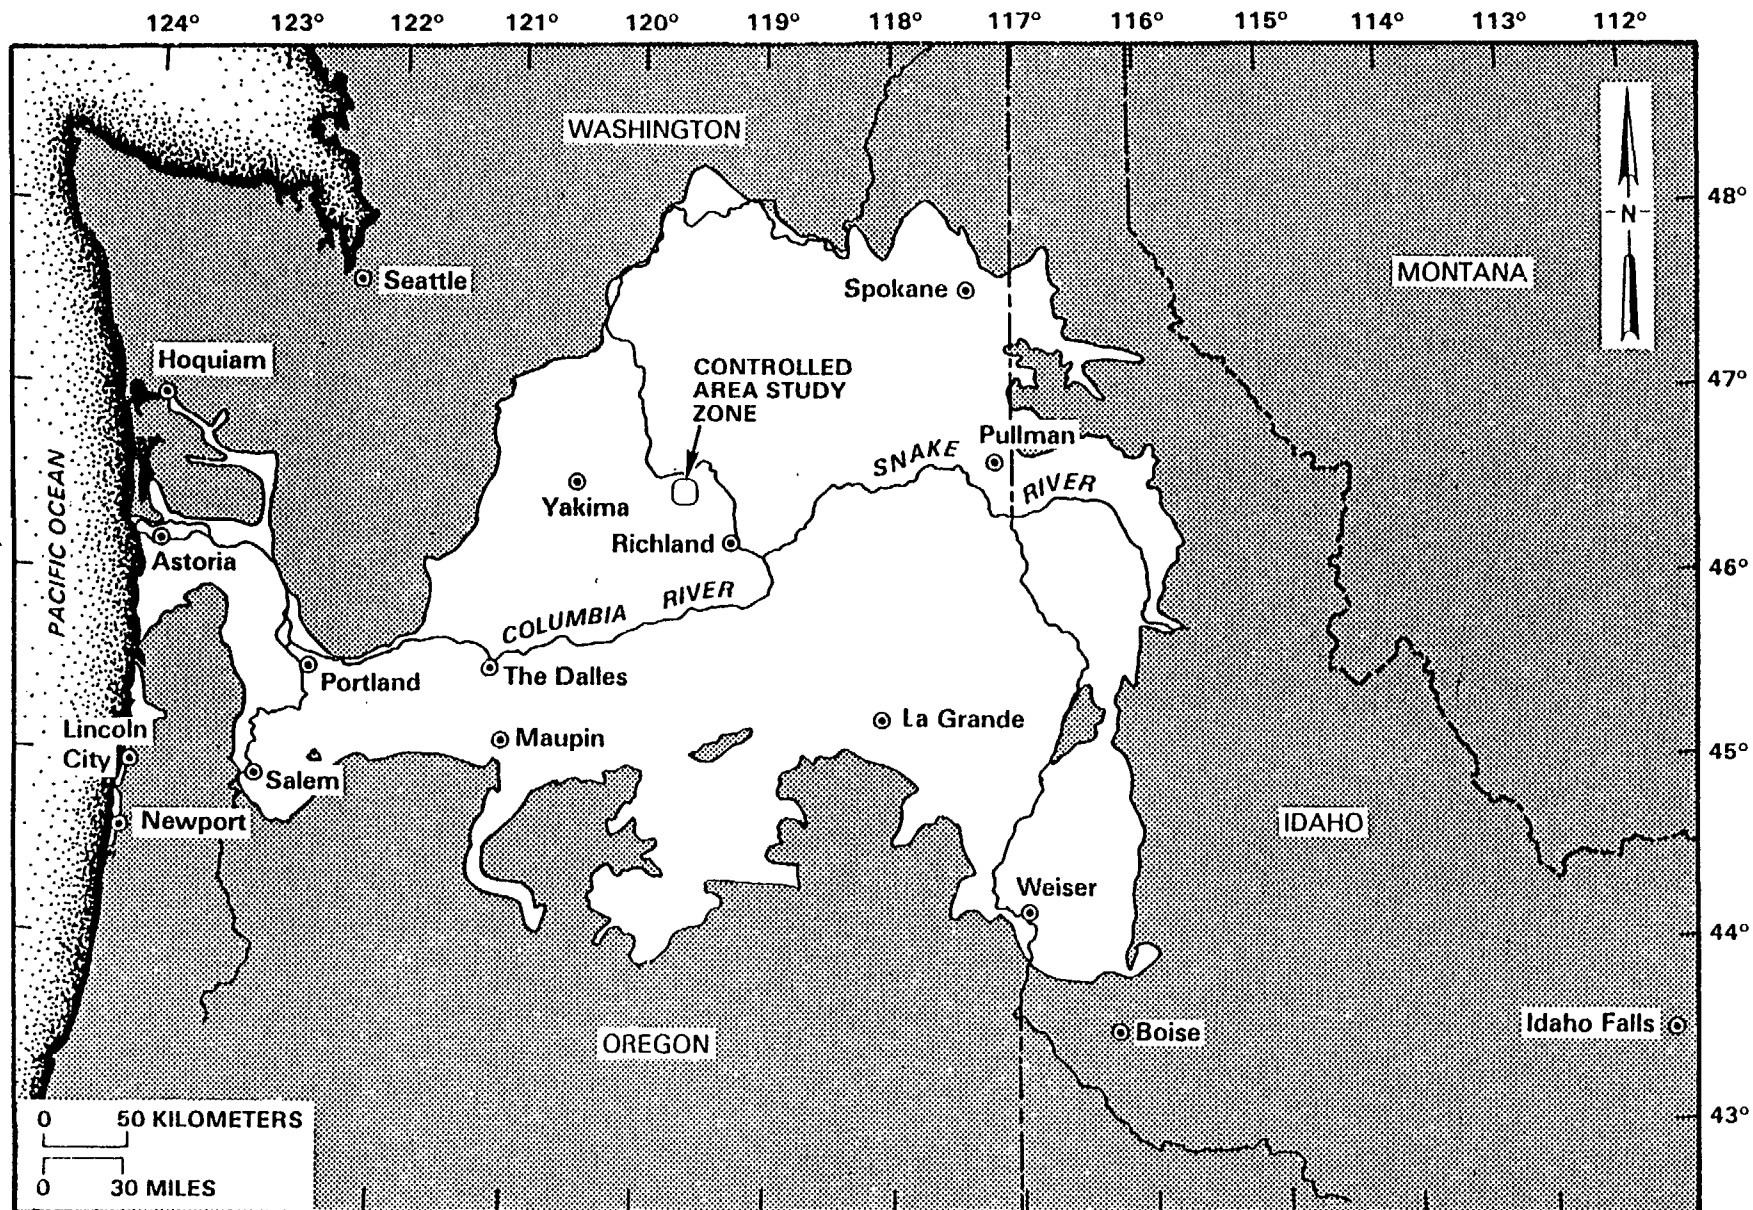 124° 123° 122° 121° 120° 119° 118° 117° 116° 115° 114° 113° 112°
WASHINGTON
48°
N
MONTANA
Seattle
Spokane
Hoquiam
CONTROLLED
AREA STUDY
ZONE
47°
Pullman
SNAKE
RIVER
PACIFIC OCEAN
Yakima
Richland
Astoria
46°
COLUMBIA
RIVER
Portland
The Dalles
Lincoln
City
La Grande
Maupin
45°
Salem
Newport
IDAHO
Weiser
44°
Idaho Falls
Boise
OREGON
0 50 KILOMETERS
43°
0 30 MILES